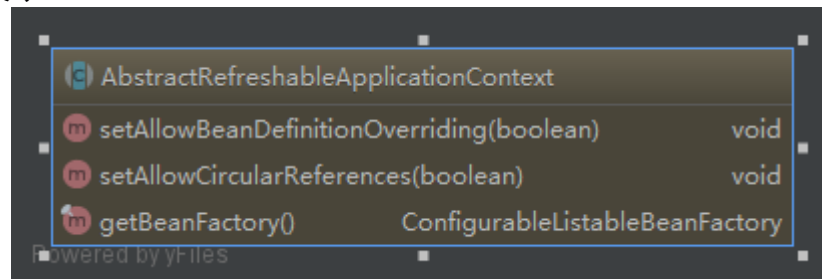 AbstractRefreshableApplicationContext
setAllowBeanDefinitionOverriding(boolean) void
setAllowCircularReferences(boolean) void
getBeanFactory() ConfigurableListableBeanFactory
Powered by yFiles